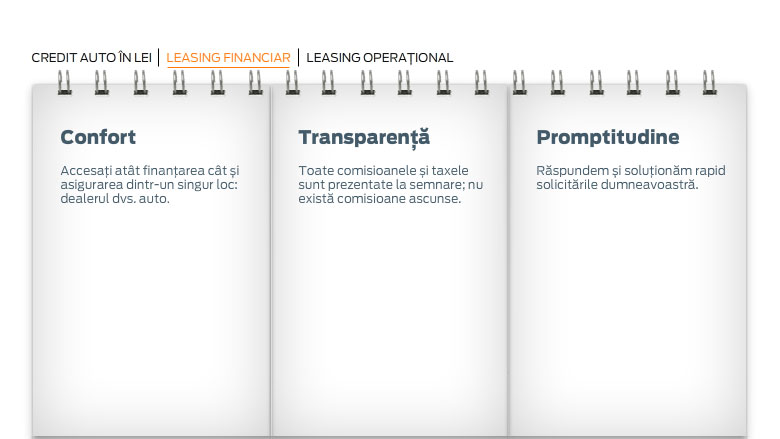 CREDIT AUTO ÎN LEI | LEASING FINANCIAR | LEASING OPERAȚIONAL
Confort
Accesați atât finanțarea cât și
asigurarea dintr-un singur loc:
dealerul dvs. auto.
Transparență
Toate comisioanele și taxele
sunt prezentate la semnare; nu
există comisioane ascunse.
Promptitudine
Răspundem și soluționăm rapid
solicitările dumneavoastră.